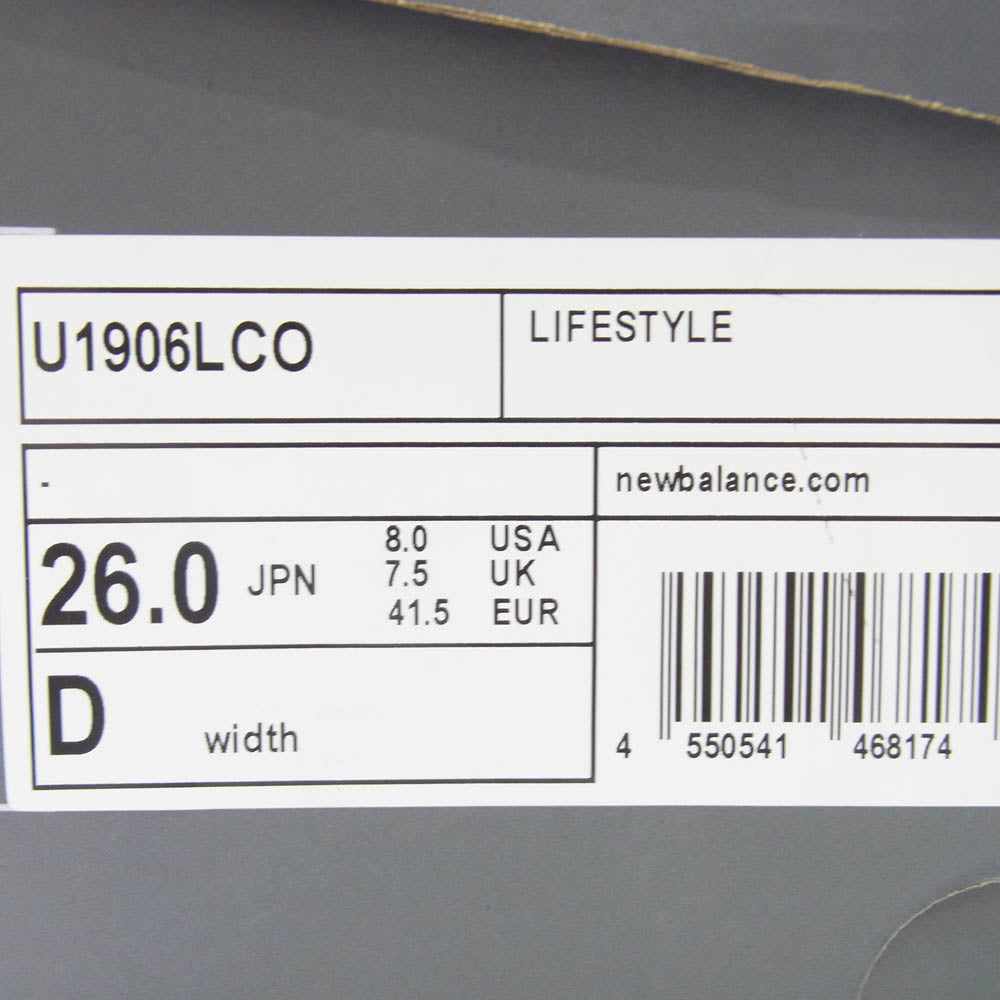 U1906LCO
LIFESTYLE
-
newbalance.com
26.0 JPN
8.0 USA
7.5 UK
41.5 EUR
D width
4 550541 468174